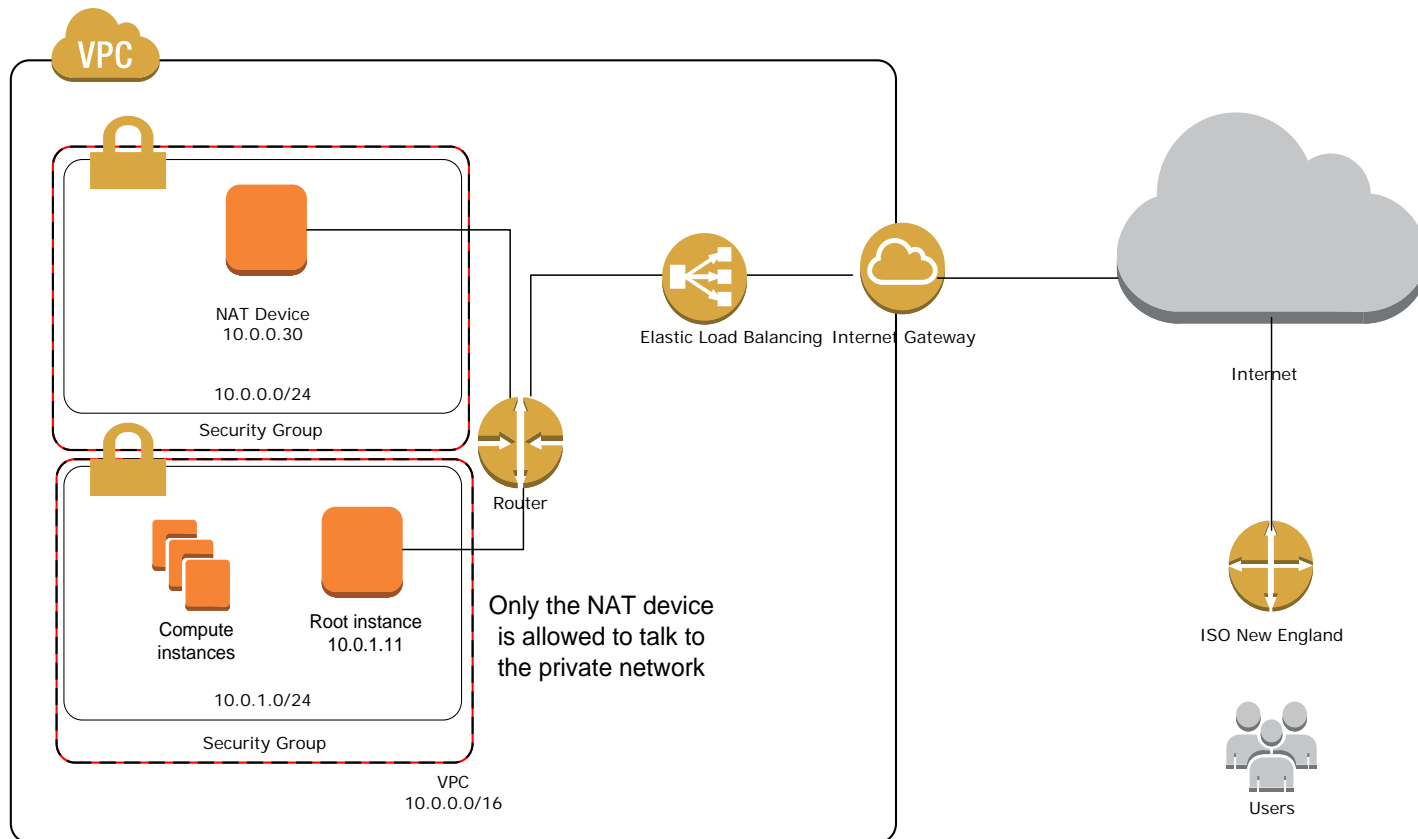 VPC
NAT Device
10.0.0.30
10.0.0.0/24
Security Group
Elastic Load Balancing
Internet Gateway
Internet
Router
Compute
instances
Root instance
10.0.1.11
10.0.1.0/24
Security Group
Only the NAT device
is allowed to talk to
the private network
VPC
10.0.0.0/16
ISO New England
Users